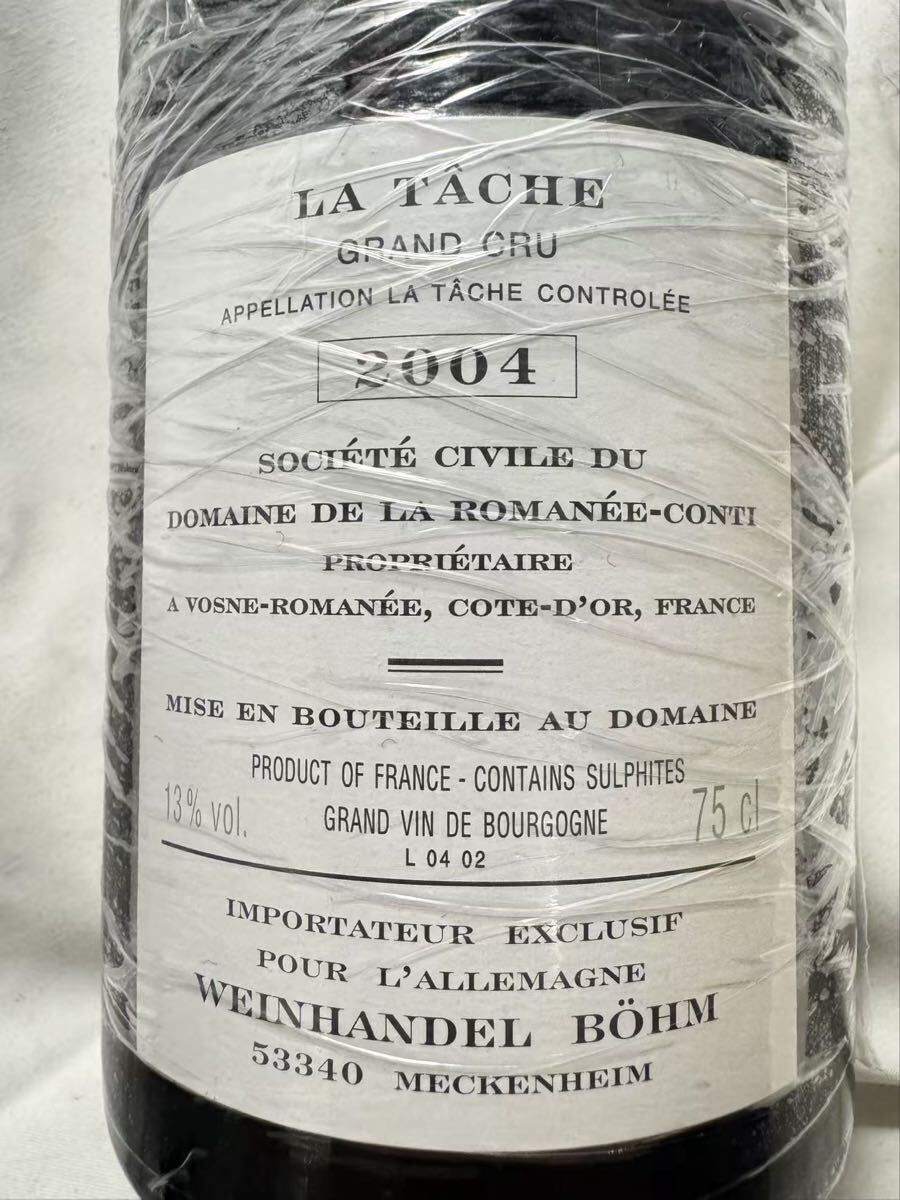 LA TÂCHE
GRAND CRU
APPELLATION LA TÂCHE CONTROLÉE
2004
SOCIÉTÉ CIVILE DU
DOMAINE DE LA ROMANÉE-CONTI
PROPRIÉTAIRE
A VOSNE-ROMANÉE, COTE-D'OR, FRANCE
MISE EN BOUTEILLE AU DOMAINE
PRODUCT OF FRANCE - CONTAINS SULPHITES
13% vol. GRAND VIN DE BOURGOGNE 75 cl
L 04 02
IMPORTATEUR EXCLUSIF
POUR L'ALLEMAGNE
WEINHANDEL BÖHM
53340 MECKENHEIM